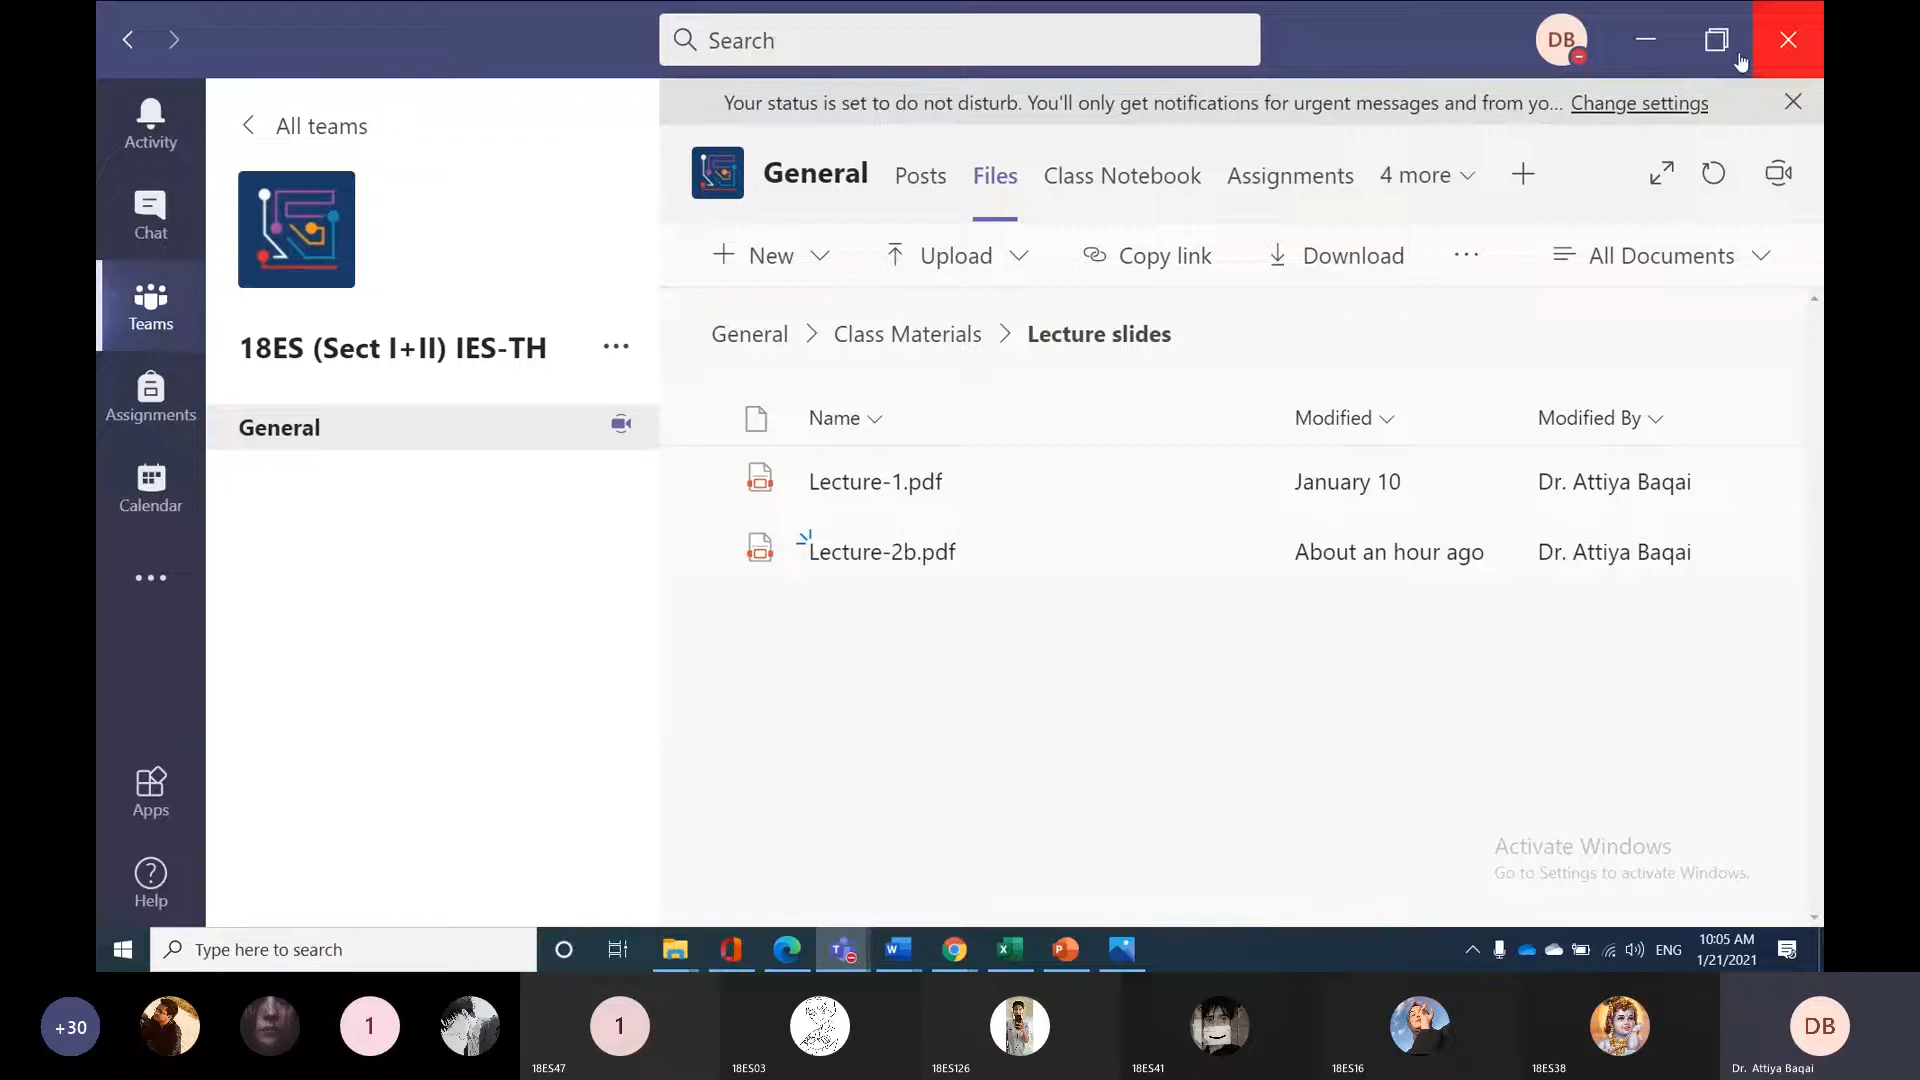 Search
DB
Your status is set to do not disturb. You'll only get notifications for urgent messages and from yo... Change settings
Activity
Chat
Teams
Assignments
Calendar
Apps
Help
All teams
18ES (Sect I+II) IES-TH
General
General Posts Files Class Notebook Assignments 4 more
New Upload Copy link Download All Documents
General > Class Materials > Lecture slides
Name Modified Modified By
Lecture-1.pdf January 10 Dr. Attiya Baqai
Lecture-2b.pdf About an hour ago Dr. Attiya Baqai
Activate Windows
Go to Settings to activate Windows.
Type here to search
ENG
10:05 AM
1/21/2021
+30
1
1
DB
18ES47
18ES03
18ES126
18ES41
18ES16
18ES38
Dr. Attiya Baqai